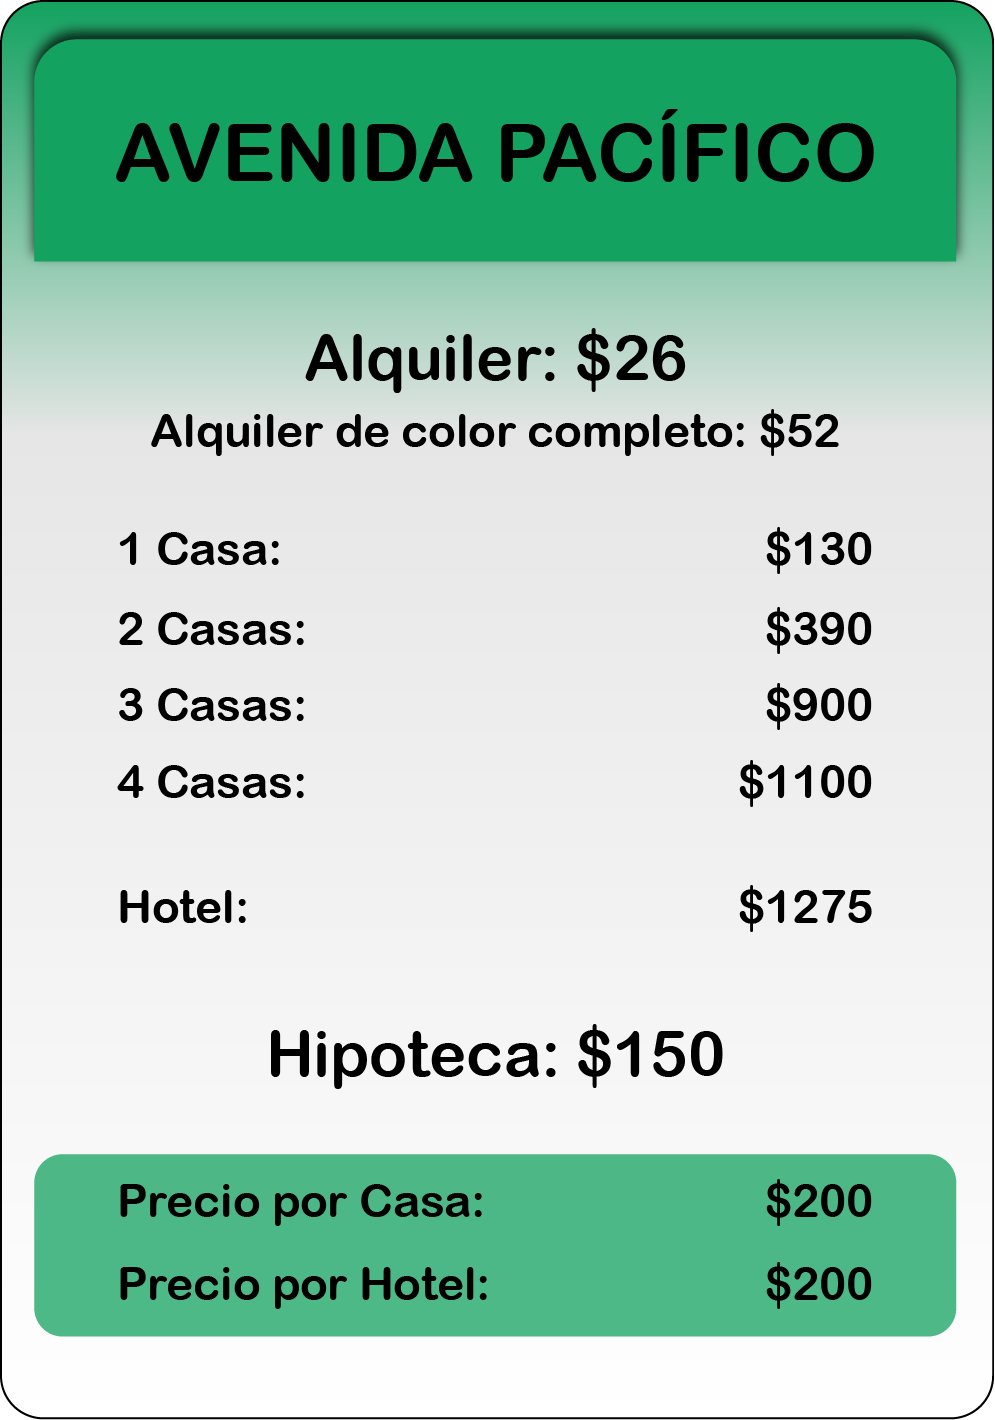 AVENIDA PACÍFICO
Alquiler: $26
Alquiler de color completo: $52
1 Casa: $130
2 Casas: $390
3 Casas: $900
4 Casas: $1100
Hotel: $1275
Hipoteca: $150
Precio por Casa: $200
Precio por Hotel: $200